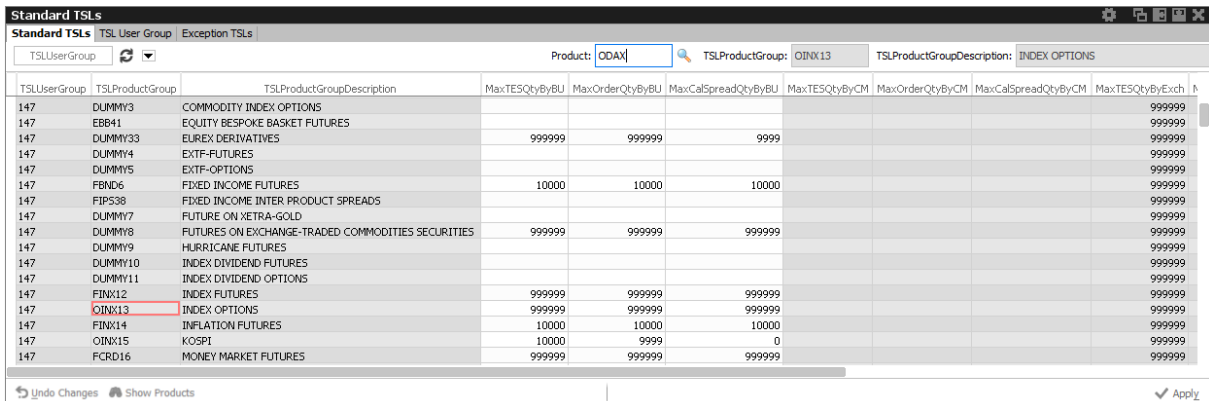 Standard TSLs
Standard TSLs TSL User Group Exception TSLs
TSLUserGroup Product: ODAX TSLProductGroup: OINX13 TSLProductGroupDescription: INDEX OPTIONS
TSLUserGroup TSLProductGroup TSLProductGroupDescription MaxTESQtyByBU MaxOrderQtyByBU MaxCalSpreadQtyByBU MaxTESQtyByCM MaxOrderQtyByCM MaxCalSpreadQtyByCM MaxTESQtyByExch
147 DUMMY3 COMMODITY INDEX OPTIONS 999999
147 EBB41 EQUITY BESPOKE BASKET FUTURES 999999
147 DUMMY33 EUREX DERIVATIVES 999999 999999 9999 999999
147 DUMMY4 EXTF-FUTURES 999999
147 DUMMY5 EXTF-OPTIONS 999999
147 FBND6 FIXED INCOME FUTURES 10000 10000 10000 999999
147 FIPS38 FIXED INCOME INTER PRODUCT SPREADS 999999
147 DUMMY7 FUTURE ON XETRA-GOLD 999999
147 DUMMY8 FUTURES ON EXCHANGE-TRADED COMMODITIES SECURITIES 999999 999999 999999 999999
147 DUMMY9 HURRICANE FUTURES 999999
147 DUMMY10 INDEX DIVIDEND FUTURES 999999
147 DUMMY11 INDEX DIVIDEND OPTIONS 999999
147 FINX12 INDEX FUTURES 999999 999999 999999 999999
147 OINX13 INDEX OPTIONS 999999 999999 999999 999999
147 FINX14 INFLATION FUTURES 10000 10000 10000 999999
147 OINX15 KOSPI 10000 9999 0 999999
147 FCRD16 MONEY MARKET FUTURES 999999 999999 999999 999999
Undo Changes Show Products Apply